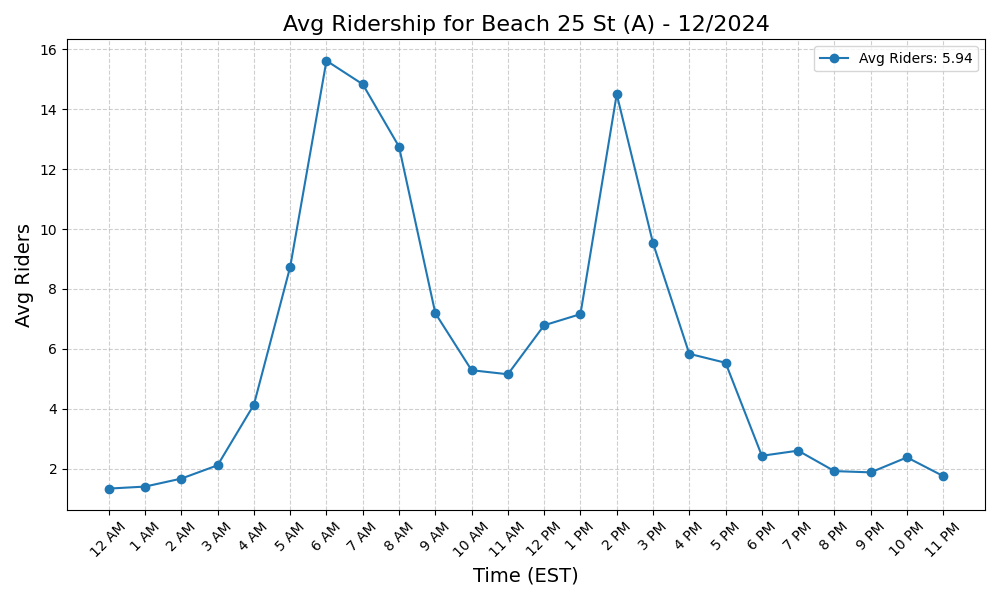 Avg Ridership for Beach 25 St (A) - 12/2024
Avg Riders: 5.94
Avg Riders
16
14
12
10
8
6
4
2
12 AM
1 AM
2 AM
3 AM
4 AM
5 AM
6 AM
7 AM
8 AM
9 AM
10 AM
11 AM
12 PM
1 PM
2 PM
3 PM
4 PM
5 PM
6 PM
7 PM
8 PM
9 PM
10 PM
11 PM
Time (EST)